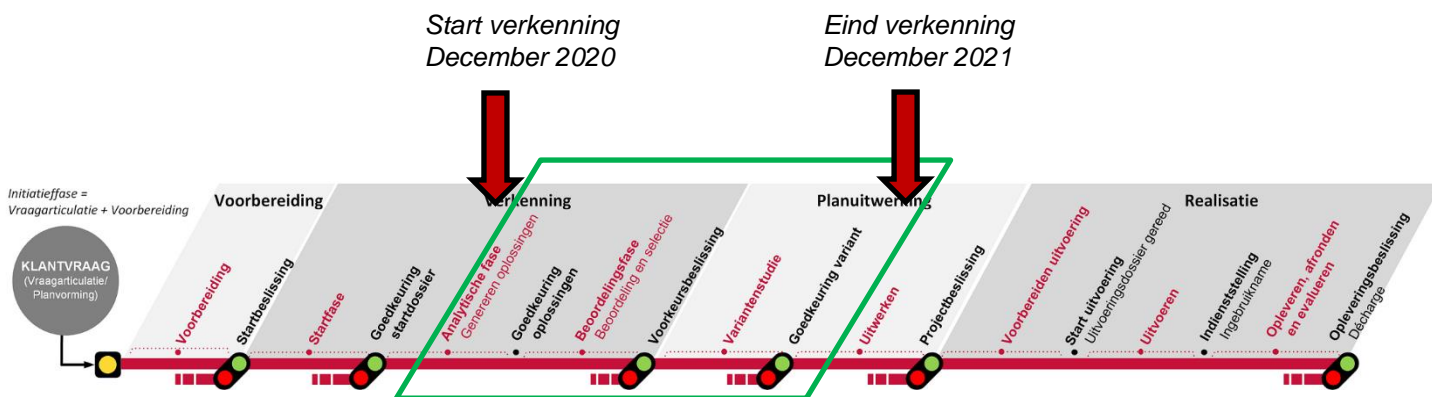 Start verkenning
December 2020
Eind verkenning
December 2021
Initiatieffase =
Vraagarticulatie + Voorbereiding
Voorbereiding
Verkenning
Planuitwerking
Realisatie
KLANTVRAAG
(Vraagarticulatie/
Planvorming)
Voorbereiding
Startbeslissing
Startfase
Goedkeuring
startdossier
Analytische fase
Genereren oplossingen
Goedkeuring
oplossingen
Beoordelingsfase
Beoordeling en selectie
Voorkeursbeslissing
Variantenstudie
Goedkeuring variant
Uitwerken
Projectbeslissing
Voorbereiden uitvoering
Start uitvoering
Uitvoeringsdossier gereed
Uitvoeren
Indienststelling
Ingebruikname
Opleveren, afronden
en evalueren
Opleveringsbeslissing
Décharge